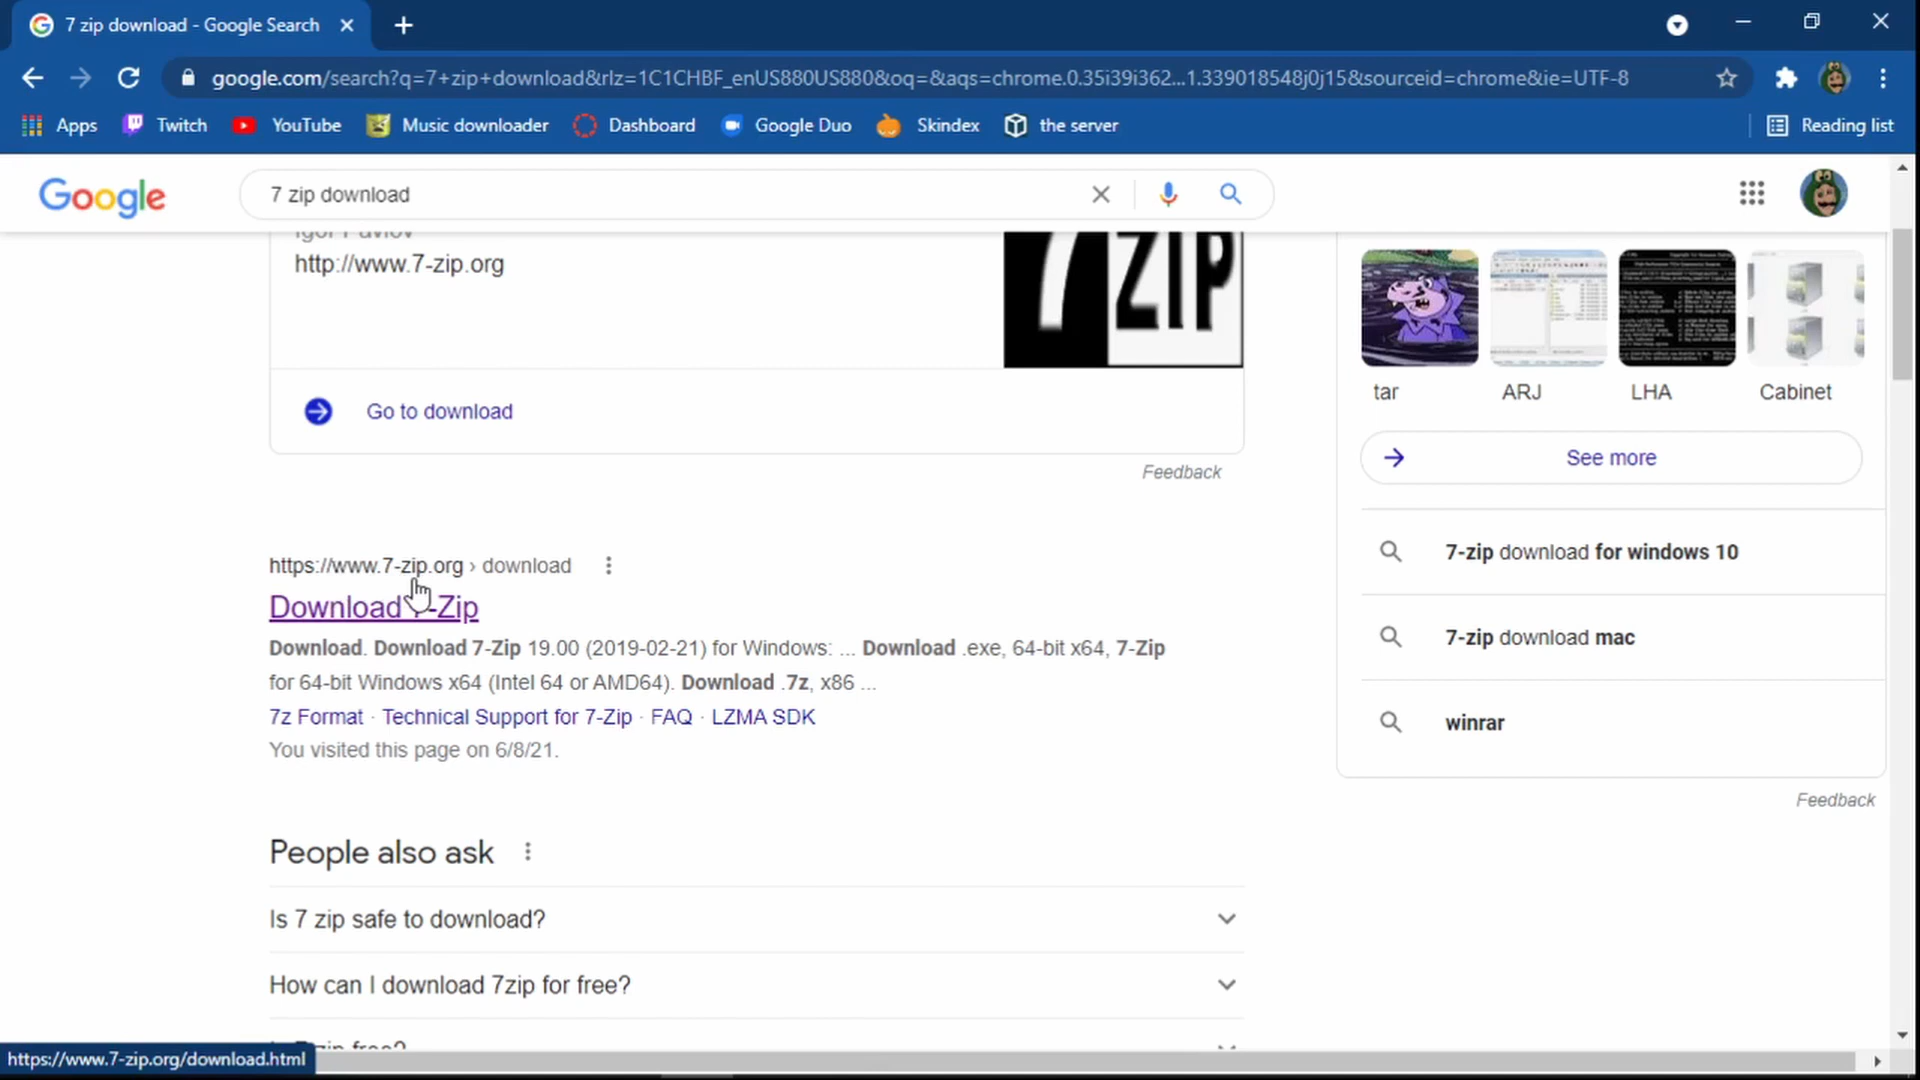 7 zip download - Google Search
google.com/search?q=7+zip+download&rlz=1C1CHBF_enUS880US880&oq=&aqs=chrome.0.35i39i362...1.339018548j0j15&sourceid=chrome&ie=UTF-8
Apps Twitch YouTube Music downloader Dashboard Google Duo Skindex the server Reading list
Google 7 zip download
Igor Pavlov
http://www.7-zip.org
7 ZIP
Go to download
Feedback
tar ARJ LHA Cabinet
See more
7-zip download for windows 10
7-zip download mac
winrar
Feedback
https://www.7-zip.org › download
Download 7-Zip
Download. Download 7-Zip 19.00 (2019-02-21) for Windows: ... Download .exe, 64-bit x64, 7-Zip
for 64-bit Windows x64 (Intel 64 or AMD64). Download .7z, x86 ...
7z Format · Technical Support for 7-Zip · FAQ · LZMA SDK
You visited this page on 6/8/21.
People also ask
Is 7 zip safe to download?
How can I download 7zip for free?
zip free?
https://www.7-zip.org/download.html